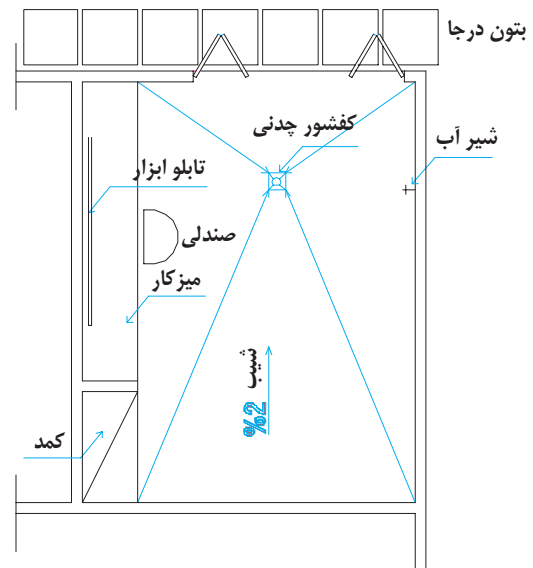 بتون درجا
کفشور چدنی
شیر آب
تابلو ابزار
صندلی
میزکار
شیب
%2
کمد